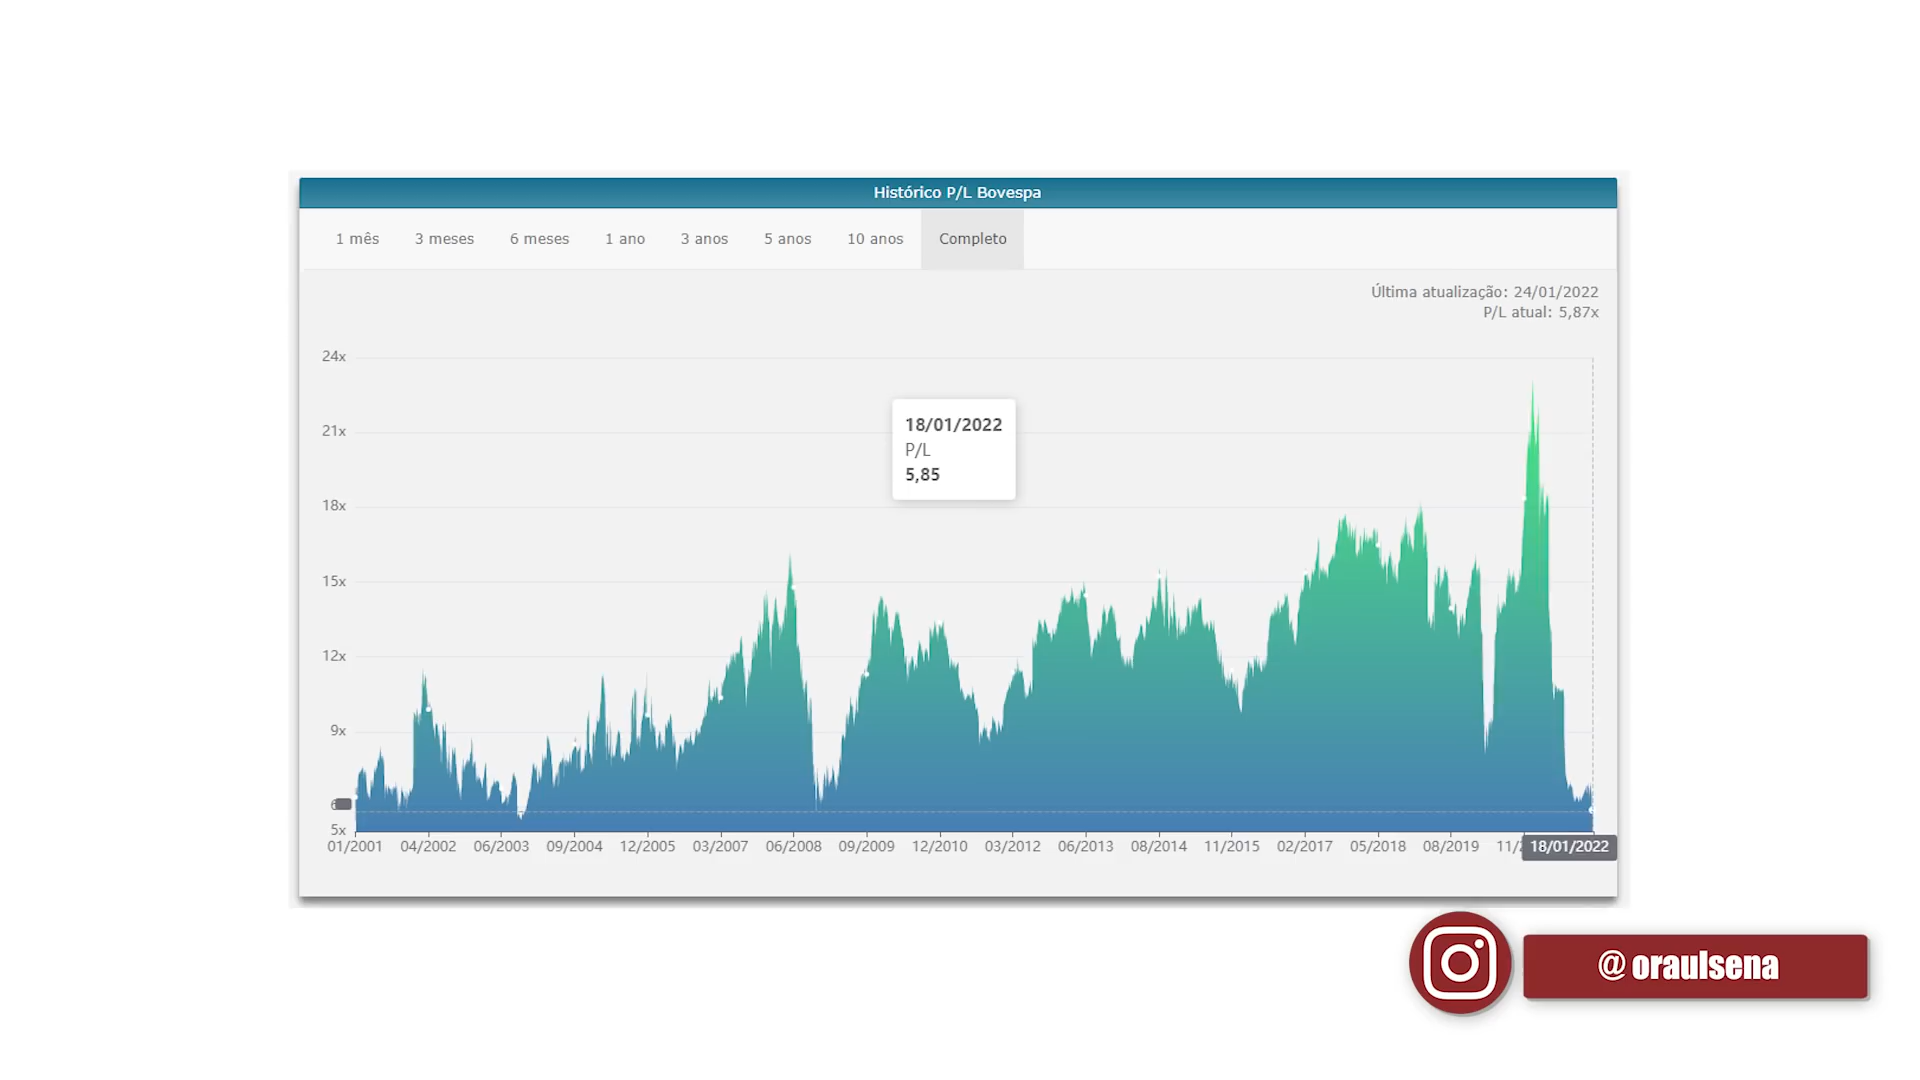 Histórico P/L Bovespa
1 mês 3 meses 6 meses 1 ano 3 anos 5 anos 10 anos Completo
Última atualização: 24/01/2022
P/L atual: 5,87x
24x
21x
18x
15x
12x
9x
5x
18/01/2022
P/L
5,85
01/2001 04/2002 06/2003 09/2004 12/2005 03/2007 06/2008 09/2009 12/2010 03/2012 06/2013 08/2014 11/2015 02/2017 05/2018 08/2019 18/01/2022
@oraulsena